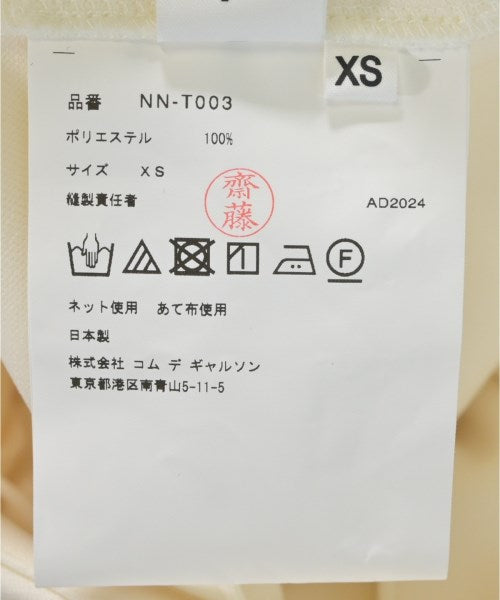 XS
品番 NN-T003
ポリエステル 100%
サイズ XS
縫製責任者 齋藤 AD2024
F
ネット使用 あて布使用
日本製
株式会社 コム デ ギャルソン
東京都港区南青山5-11-5